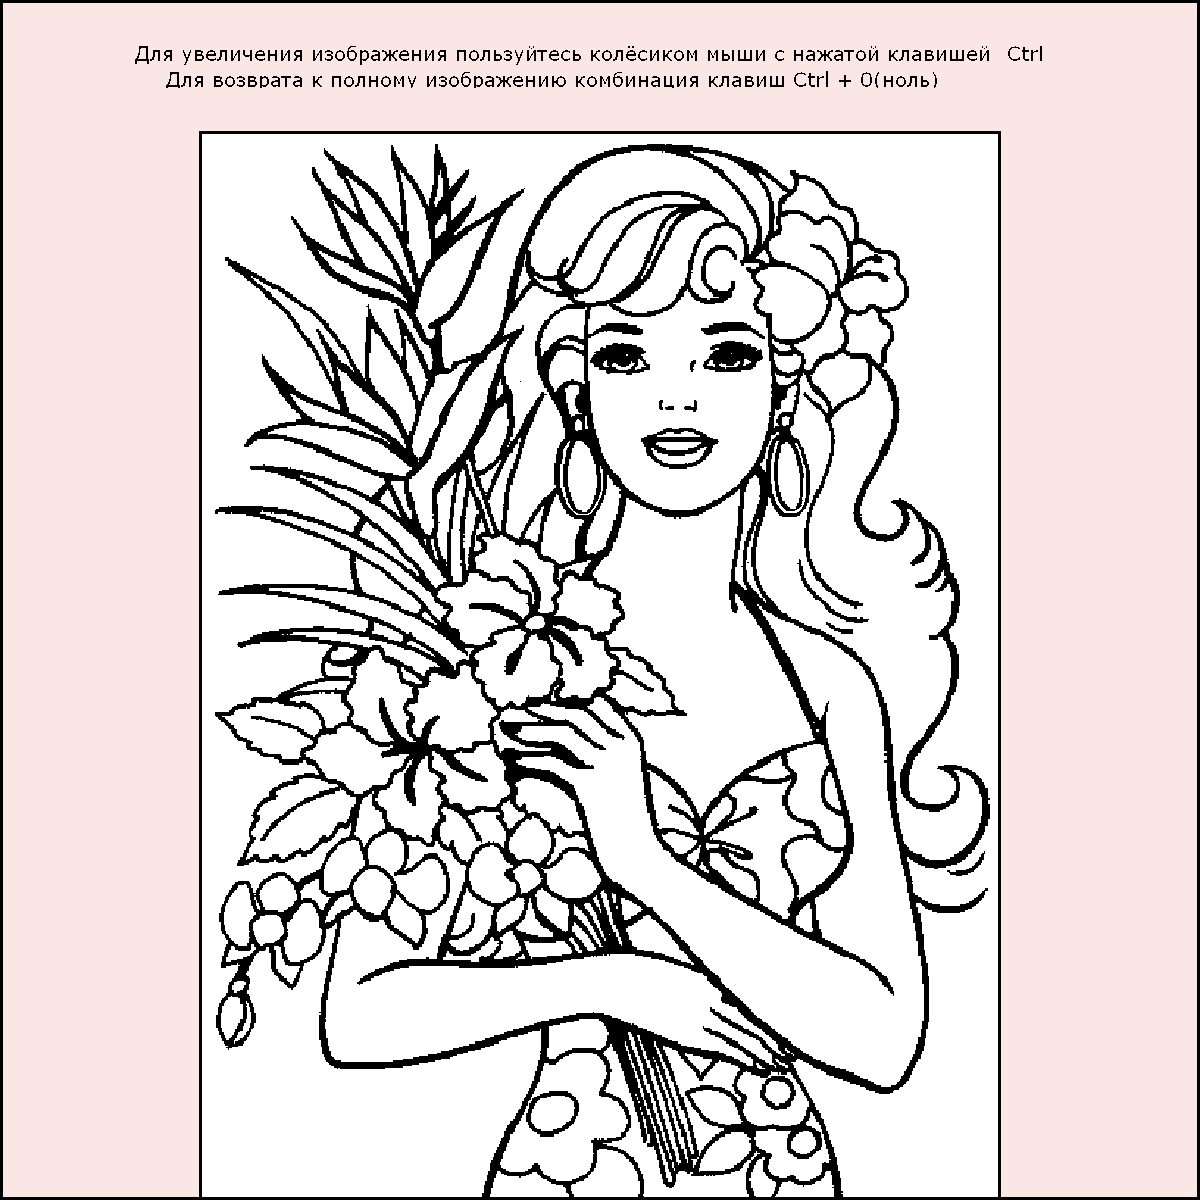 Для увеличения изображения пользуйтесь колёсиком мыши с нажатой клавишей Ctrl
Для возврата к полному изображению комбинация клавиш Ctrl + 0(ноль)